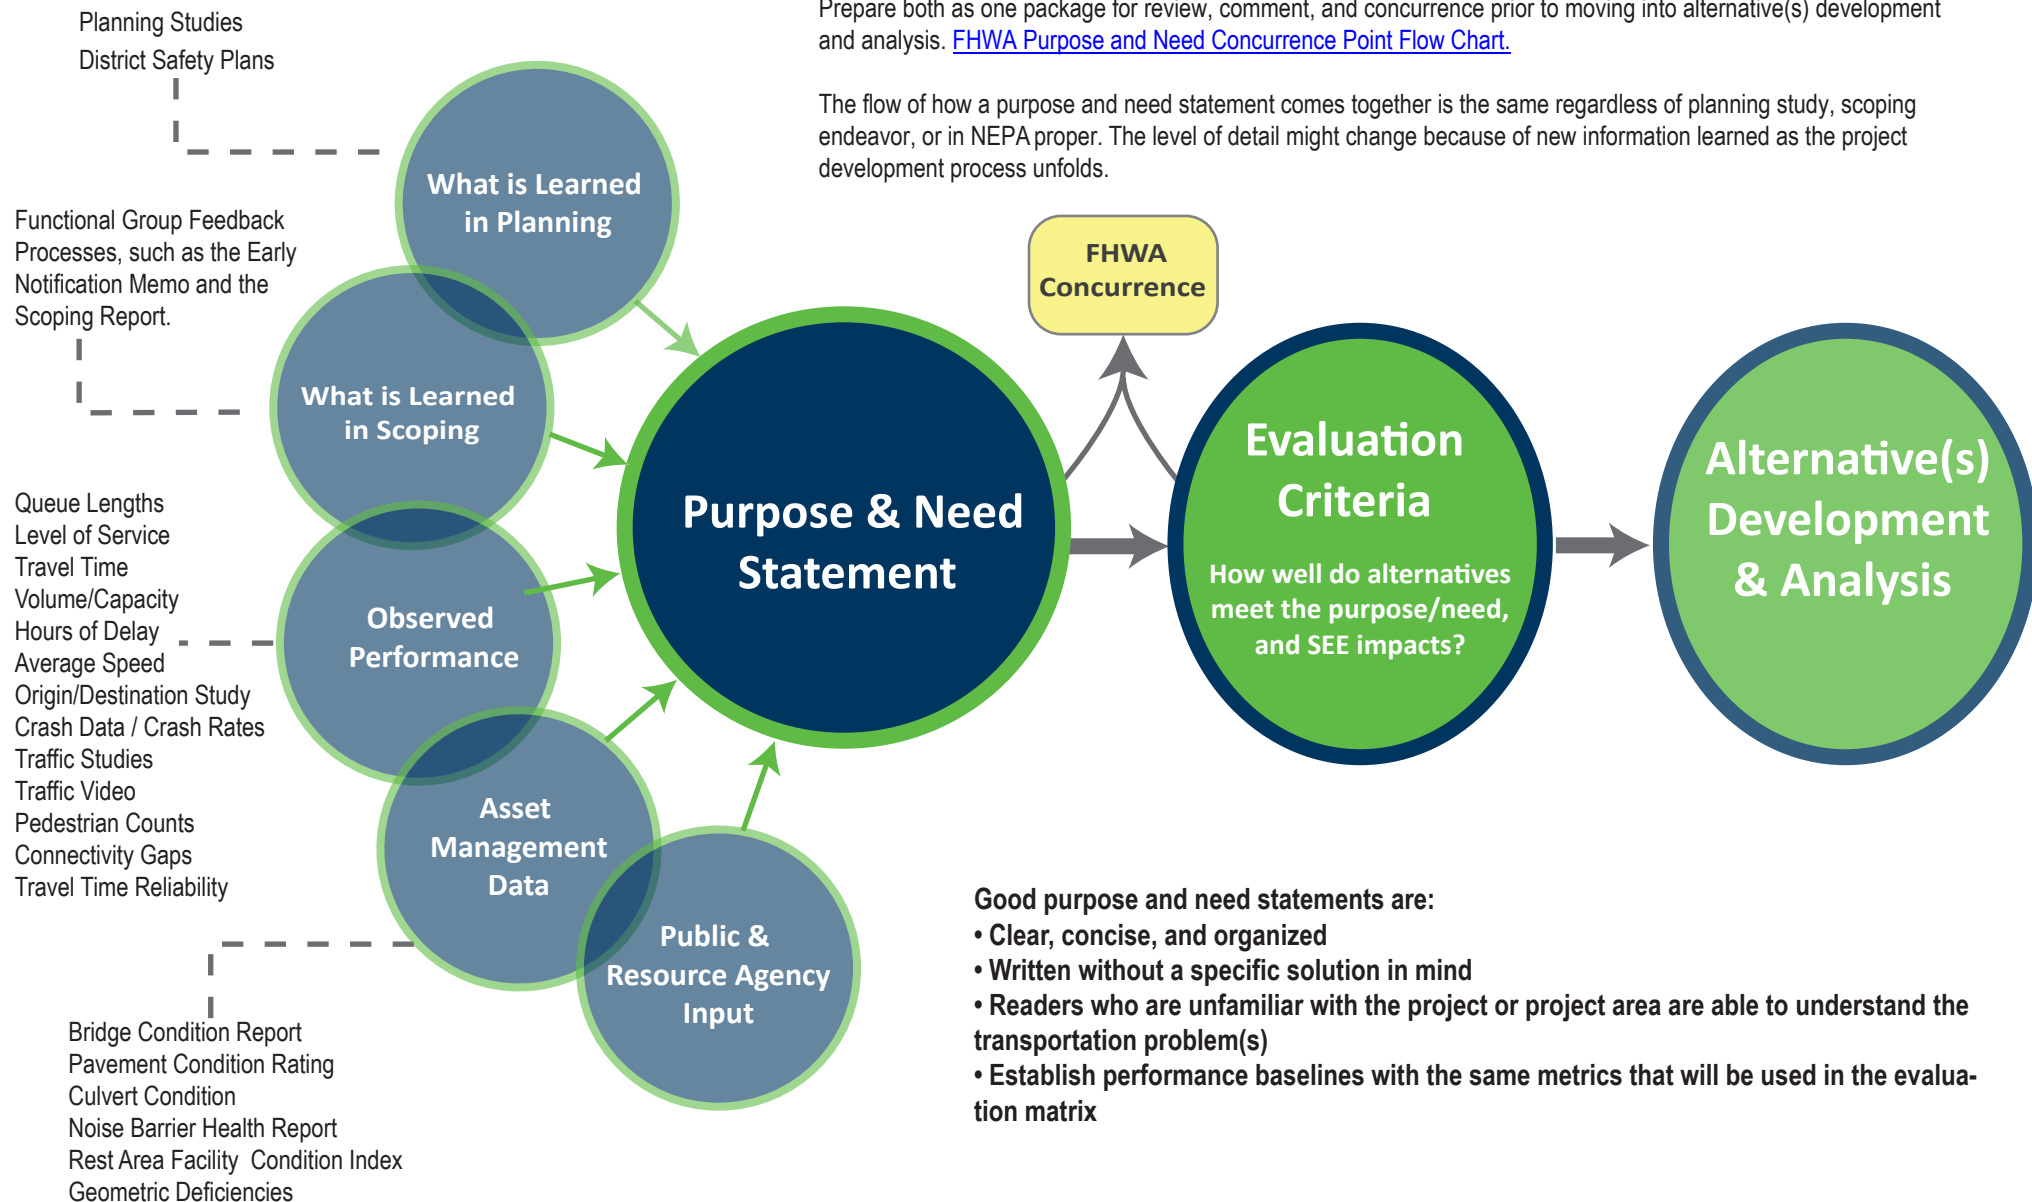 Prepare both as one package for review, comment, and concurrence prior to moving into alternative(s) development
and analysis. FHWA Purpose and Need Concurrence Point Flow Chart.
The flow of how a purpose and need statement comes together is the same regardless of planning study, scoping
endeavor, or in NEPA proper. The level of detail might change because of new information learned as the project
development process unfolds.
Planning Studies
District Safety Plans
What is Learned
in Planning
Functional Group Feedback
Processes, such as the Early
Notification Memo and the
Scoping Report.
What is Learned
in Scoping
Queue Lengths
Level of Service
Travel Time
Volume/Capacity
Hours of Delay
Average Speed
Origin/Destination Study
Crash Data / Crash Rates
Traffic Studies
Traffic Video
Pedestrian Counts
Connectivity Gaps
Travel Time Reliability
Observed
Performance
Asset
Management
Data
Bridge Condition Report
Pavement Condition Rating
Culvert Condition
Noise Barrier Health Report
Rest Area Facility  Condition Index
Geometric Deficiencies
Public &
Resource Agency
Input
Purpose & Need
Statement
FHWA
Concurrence
Evaluation
Criteria
How well do alternatives
meet the purpose/need,
and SEE impacts?
Alternative(s)
Development
& Analysis
Good purpose and need statements are:
• Clear, concise, and organized
• Written without a specific solution in mind
• Readers who are unfamiliar with the project or project area are able to understand the
transportation problem(s)
• Establish performance baselines with the same metrics that will be used in the evalua-
tion matrix